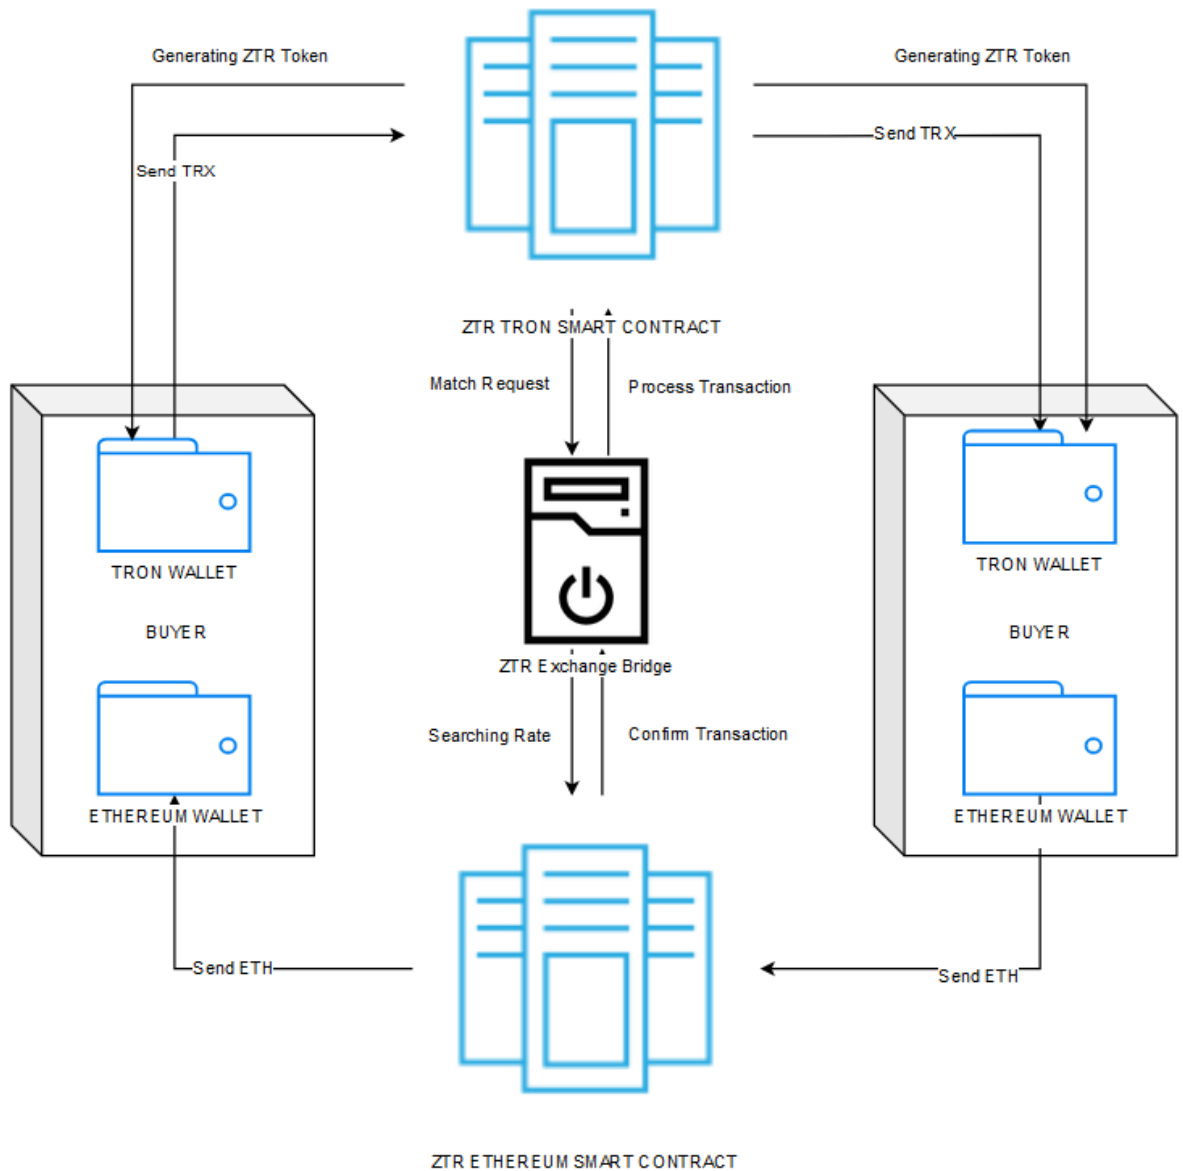 Generating ZTR Token
Generating ZTR Token
Send TRX
Send TRX
ZTR TRON SMART CONTRACT
Match Request
Process Transaction
TRON WALLET
TRON WALLET
BUYER
BUYER
ZTR Exchange Bridge
Searching Rate
Confirm Transaction
ETHEREUM WALLET
ETHEREUM WALLET
Send ETH
Send ETH
ZTR ETHEREUM SMART CONTRACT